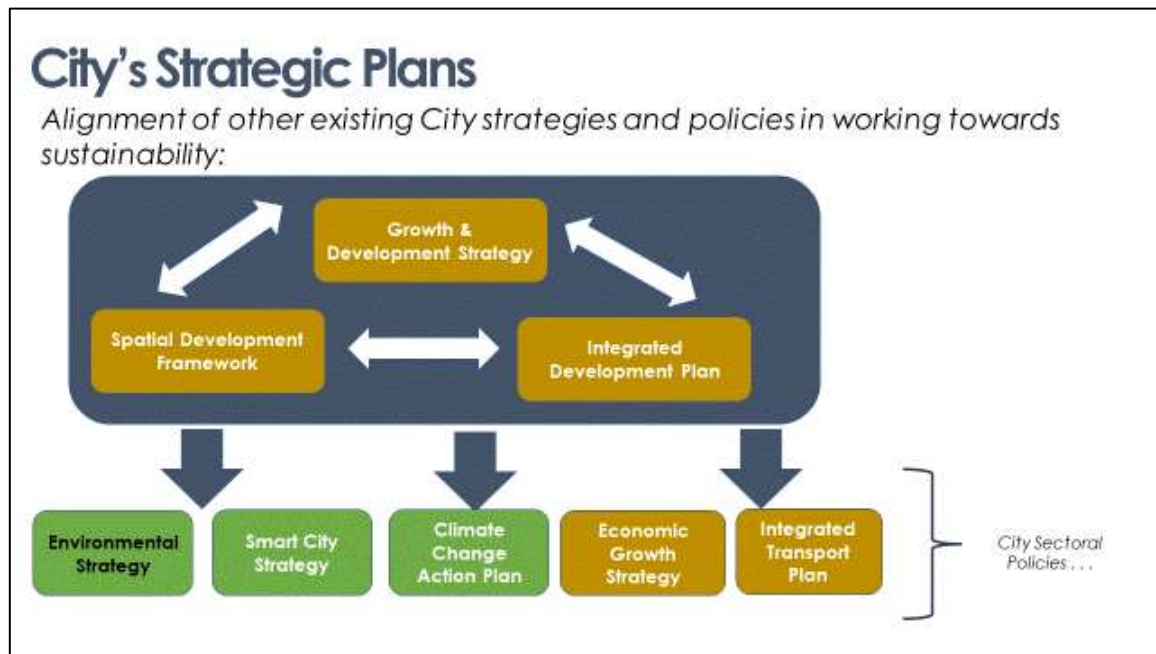 City's Strategic Plans
Alignment of other existing City strategies and policies in working towards
sustainability:
Growth &
Development Strategy
Spatial Development
Framework
Integrated
Development Plan
Environmental
Strategy
Smart City
Strategy
Climate
Change
Action Plan
Economic
Growth
Strategy
Integrated
Transport
Plan
City Sectoral
Policies . . .